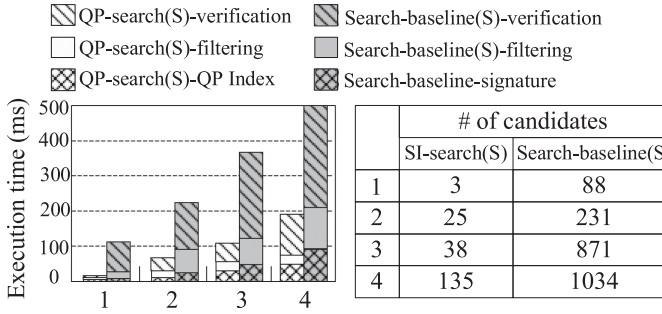 QP-search(S)-verification
Search-baseline(S)-verification
QP-search(S)-filtering
Search-baseline(S)-filtering
QP-search(S)-QP Index
Search-baseline-signature
Execution time (ms)
500
400
300
200
100
0
1 2 3 4
# of candidates
SI-search(S) Search-baseline(S
1 3 88
2 25 231
3 38 871
4 135 1034